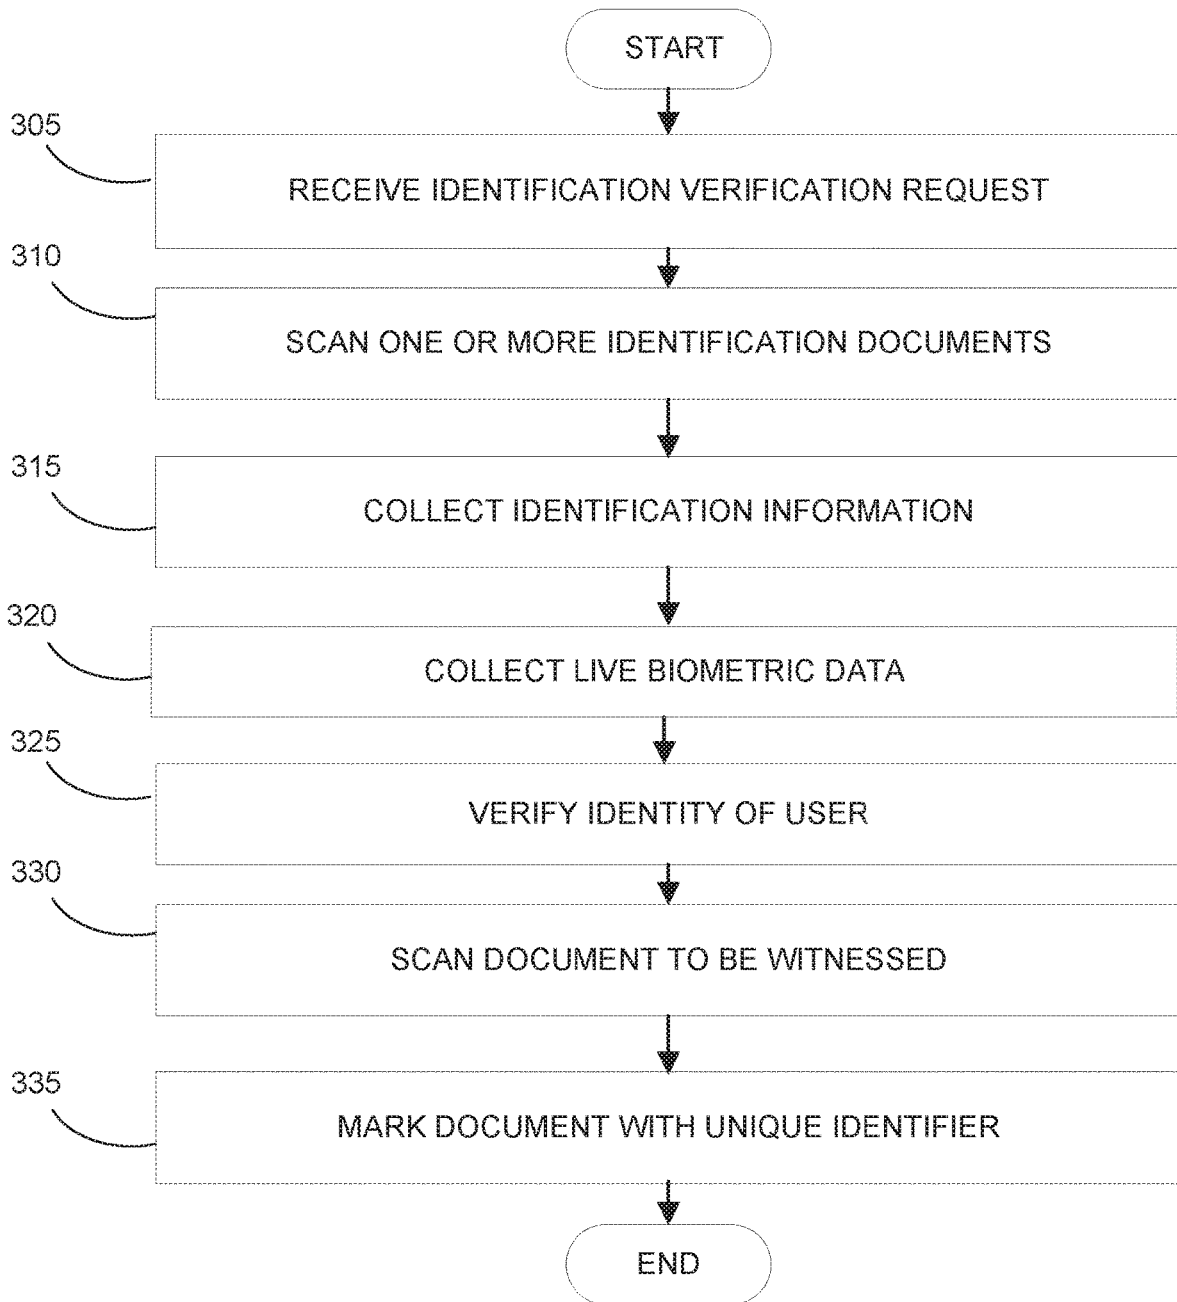 START
305
RECEIVE IDENTIFICATION VERIFICATION REQUEST
310
SCAN ONE OR MORE IDENTIFICATION DOCUMENTS
315
COLLECT IDENTIFICATION INFORMATION
320
COLLECT LIVE BIOMETRIC DATA
325
VERIFY IDENTITY OF USER
330
SCAN DOCUMENT TO BE WITNESSED
335
MARK DOCUMENT WITH UNIQUE IDENTIFIER
END